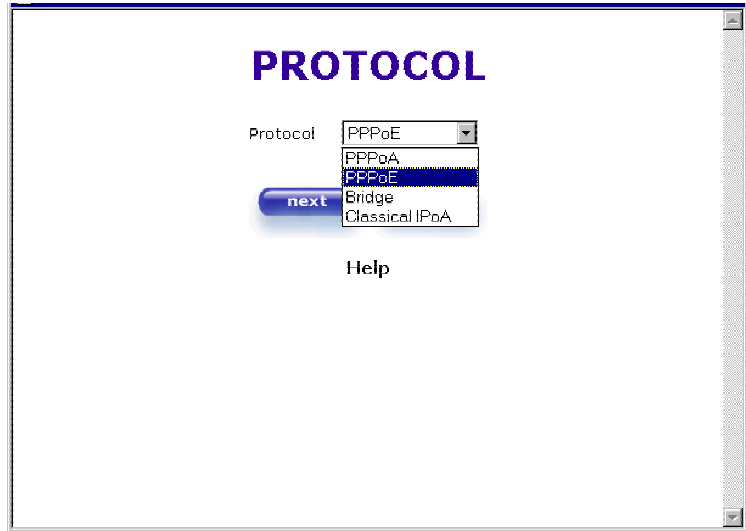 PROTOCOL
Protocol PPPoE
PPPoA
PPPoE
Bridge
Classical IPoA
next
Help